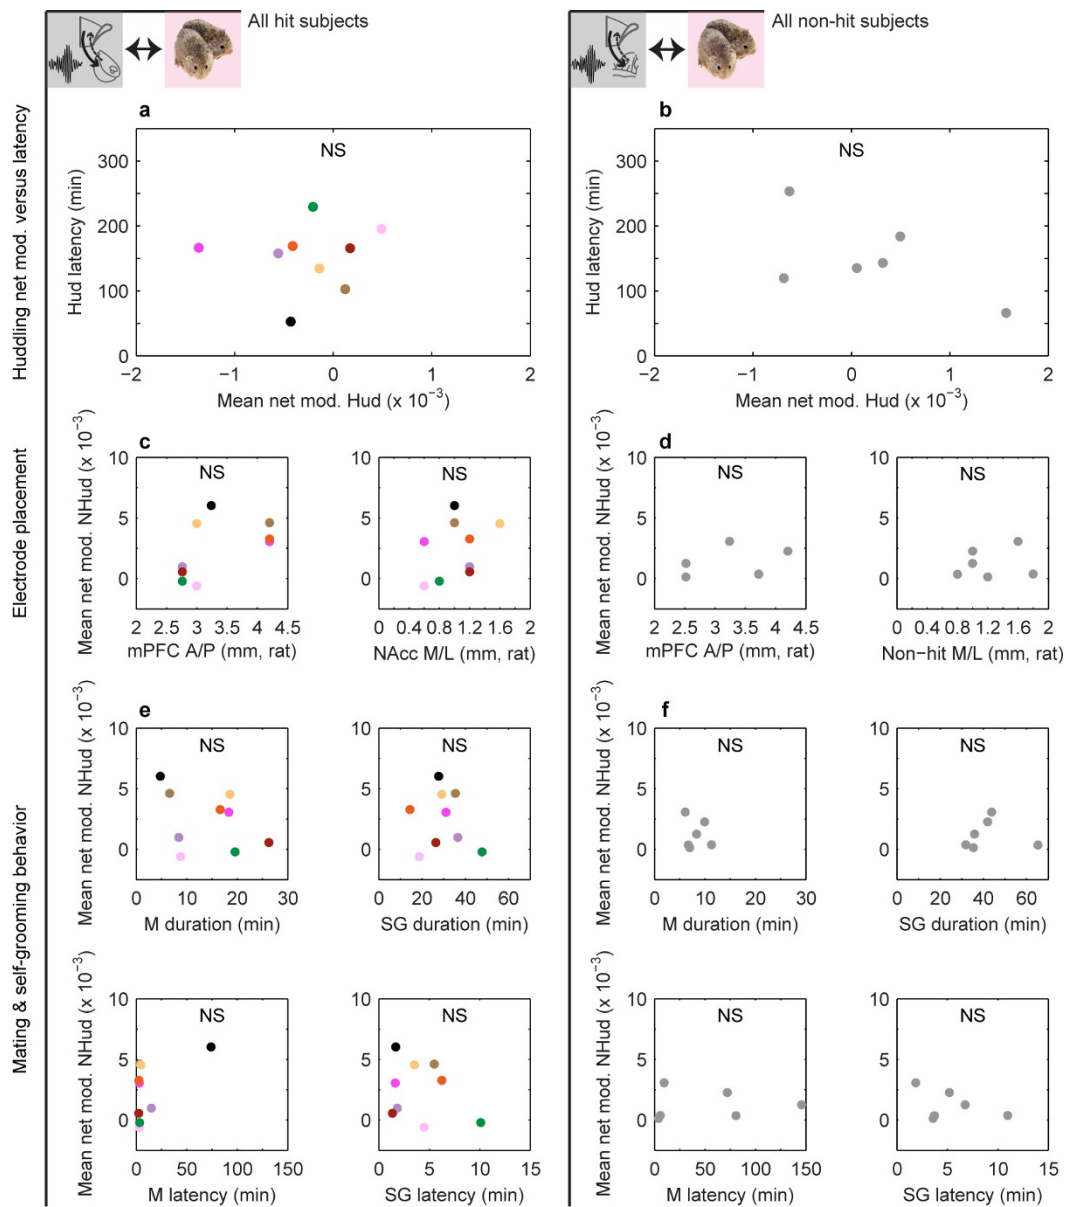 All hit subjects
All non-hit subjects
Huddling net mod. versus latency
a
NS
Hud latency (min)
300
200
100
0
−2 −1 0 1 2
Mean net mod. Hud (x 10−3)
b
NS
Hud latency (min)
300
200
100
0
−2 −1 0 1 2
Mean net mod. Hud (x 10−3)
Electrode placement
c
Mean net mod. NHud (x 10−3)
NS
10
5
0
2 2.5 3 3.5 4 4.5
mPFC A/P (mm, rat)
NS
10
5
0
0 0.4 0.8 1.2 1.6 2
NAcc M/L (mm, rat)
d
Mean net mod. NHud (x 10−3)
NS
10
5
0
2 2.5 3 3.5 4 4.5
mPFC A/P (mm, rat)
NS
10
5
0
0 0.4 0.8 1.2 1.6 2
Non−hit M/L (mm, rat)
Mating & self-grooming behavior
e
Mean net mod. NHud (x 10−3)
NS
10
5
0
0 10 20 30
M duration (min)
NS
10
5
0
0 20 40 60
SG duration (min)
f
Mean net mod. NHud (x 10−3)
NS
10
5
0
0 10 20 30
M duration (min)
NS
10
5
0
0 20 40 60
SG duration (min)
Mean net mod. NHud (x 10−3)
NS
10
5
0
0 50 100 150
M latency (min)
NS
10
5
0
0 5 10 15
SG latency (min)
Mean net mod. NHud (x 10−3)
NS
10
5
0
0 50 100 150
M latency (min)
NS
10
5
0
0 5 10 15
SG latency (min)